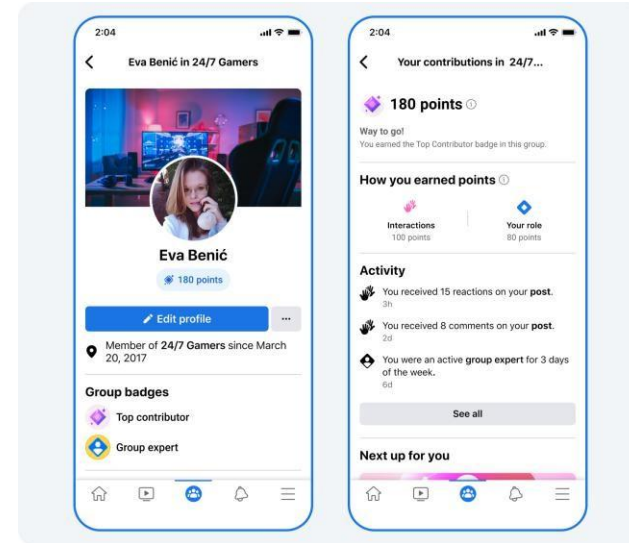 2:04
Eva Benić in 24/7 Gamers
Eva Benić
180 points
Edit profile
Member of 24/7 Gamers since March
20, 2017
Group badges
Top contributor
Group expert
2:04
Your contributions in 24/7...
180 points
Way to go!
You earned the Top Contributor badge in this group.
How you earned points
Interactions
100 points
Your role
80 points
Activity
You received 15 reactions on your post.
3h
You received 8 comments on your post.
2d
You were an active group expert for 3 days
of the week.
6d
See all
Next up for you